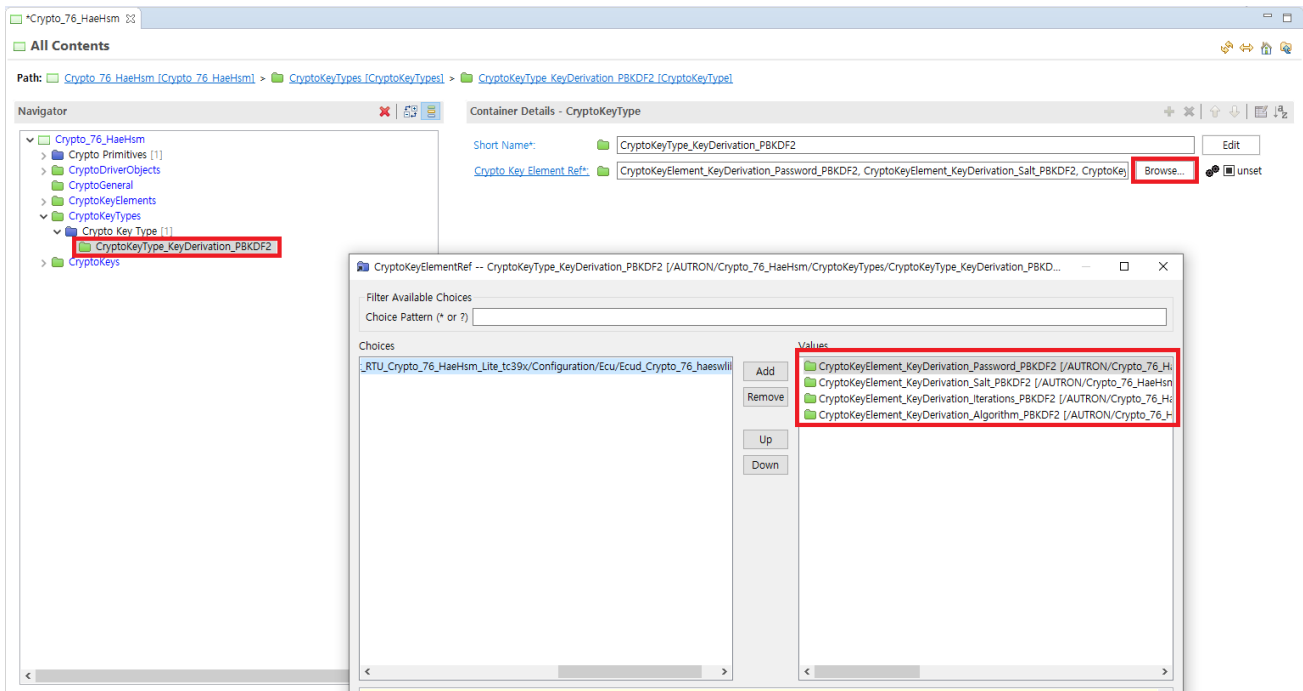 *Crypto_76_HaeHsm
All Contents
Path: Crypto_76_HaeHsm [Crypto_76_HaeHsm] > CryptoKeyTypes [CryptoKeyTypes] > CryptoKeyType_KeyDerivation_PBKDF2 [CryptoKeyType]
Navigator
Container Details - CryptoKeyType
Crypto_76_HaeHsm
Crypto Primitives [1]
CryptoDriverObjects
CryptoGeneral
CryptoKeyElements
CryptoKeyTypes
Crypto Key Type [1]
CryptoKeyType_KeyDerivation_PBKDF2
CryptoKeys
Short Name*: CryptoKeyType_KeyDerivation_PBKDF2 Edit
Crypto Key Element Ref*: CryptoKeyElement_KeyDerivation_Password_PBKDF2, CryptoKeyElement_KeyDerivation_Salt_PBKDF2, CryptoKey Browse... unset
CryptoKeyElementRef -- CryptoKeyType_KeyDerivation_PBKDF2 [/AUTRON/Crypto_76_HaeHsm/CryptoKeyTypes/CryptoKeyType_KeyDerivation_PBKD...
Filter Available Choices
Choice Pattern (* or ?)
Choices
:_RTU_Crypto_76_HaeHsm_Lite_tc39x/Configuration/Ecu/Ecud_Crypto_76_haeswlil
Add
Remove
Up
Down
Values
CryptoKeyElement_KeyDerivation_Password_PBKDF2 [/AUTRON/Crypto_76_Ha
CryptoKeyElement_KeyDerivation_Salt_PBKDF2 [/AUTRON/Crypto_76_HaeHsn
CryptoKeyElement_KeyDerivation_Iterations_PBKDF2 [/AUTRON/Crypto_76_Ha
CryptoKeyElement_KeyDerivation_Algorithm_PBKDF2 [/AUTRON/Crypto_76_H